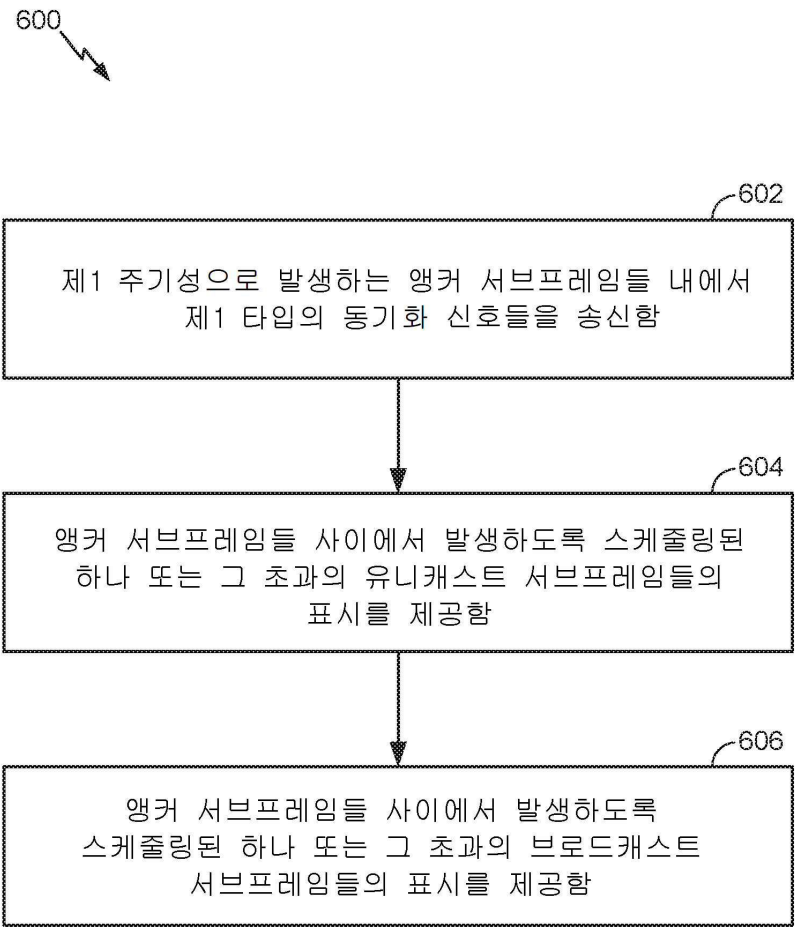 600
602
제1 주기성으로 발생하는 앵커 서브프레임들 내에서
제1 타입의 동기화 신호들을 송신함
604
앵커 서브프레임들 사이에서 발생하도록 스케줄링된
하나 또는 그 초과의 유니캐스트 서브프레임들의
표시를 제공함
606
앵커 서브프레임들 사이에서 발생하도록
스케줄링된 하나 또는 그 초과의 브로드캐스트
서브프레임들의 표시를 제공함